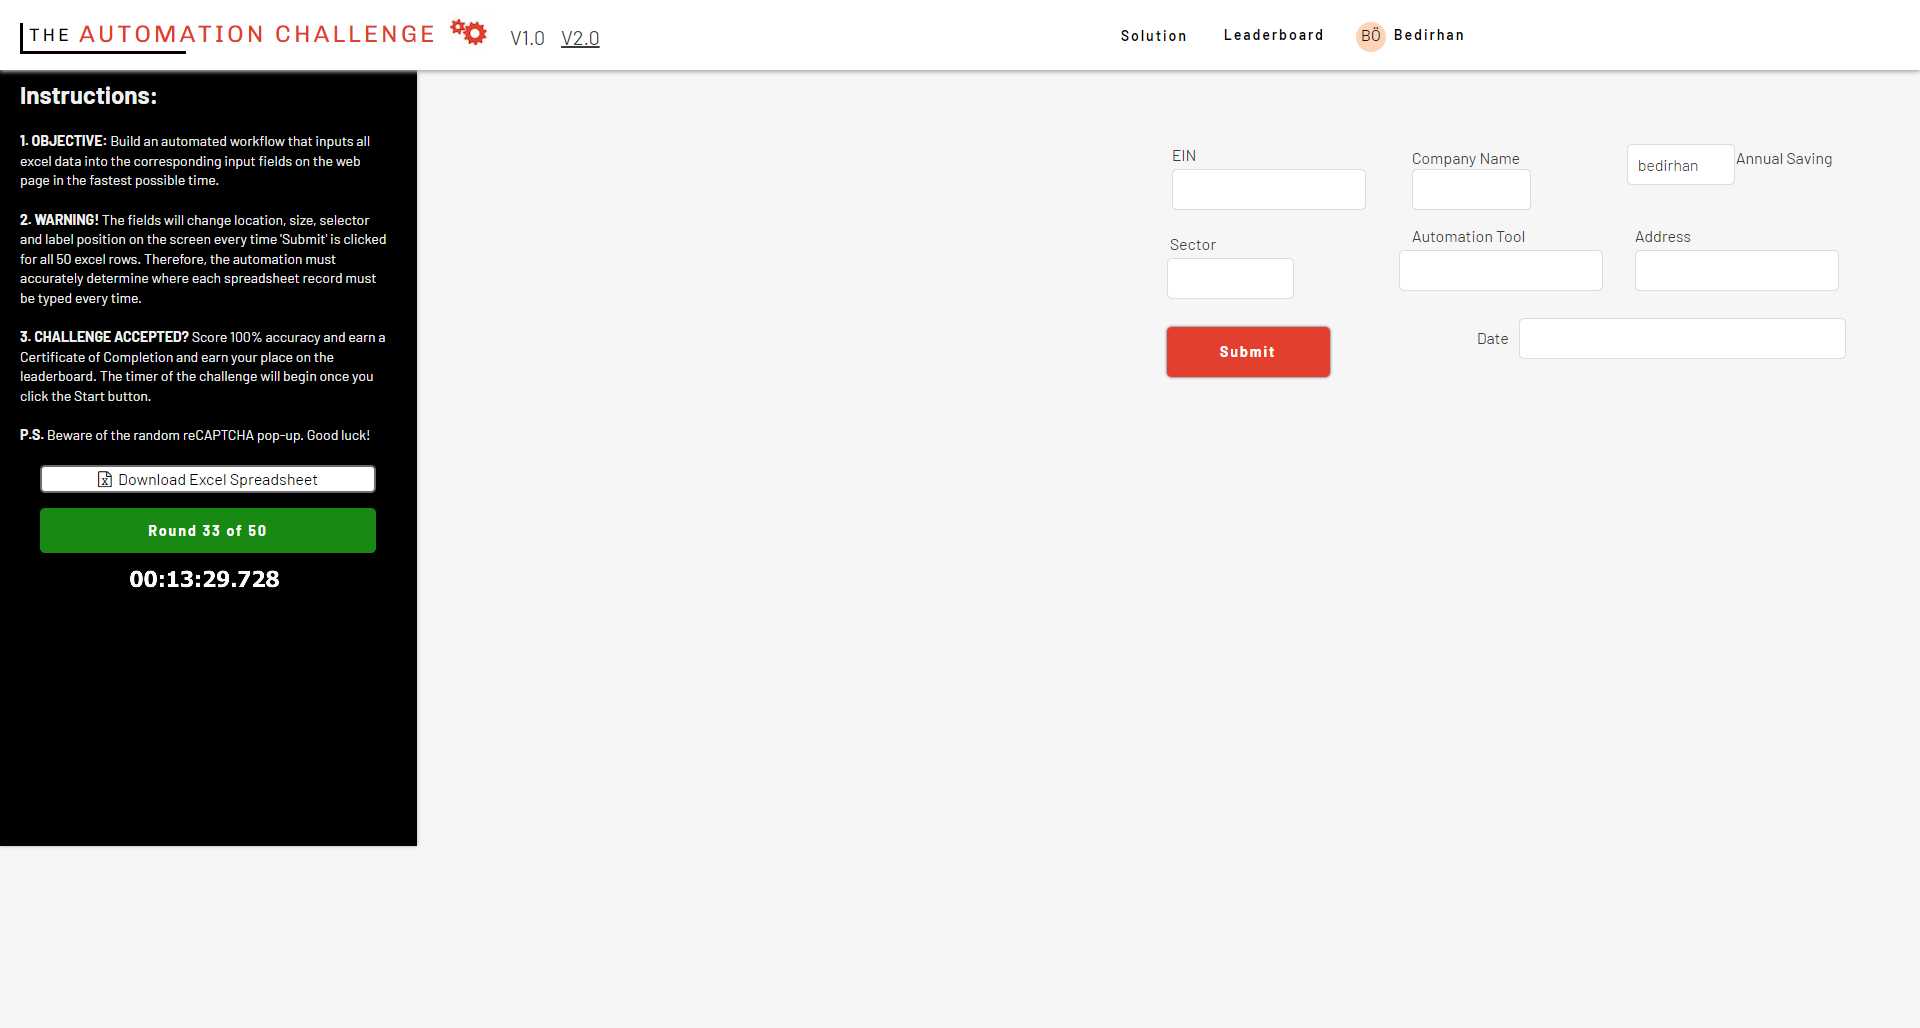 THE AUTOMATION CHALLENGE V1.0 V2.0 Solution Leaderboard BÖ Bedirhan
Instructions:
1. OBJECTIVE: Build an automated workflow that inputs all
excel data into the corresponding input fields on the web
page in the fastest possible time.
2. WARNING! The fields will change location, size, selector
and label position on the screen every time 'Submit' is clicked
for all 50 excel rows. Therefore, the automation must
accurately determine where each spreadsheet record must
be typed every time.
3. CHALLENGE ACCEPTED? Score 100% accuracy and earn a
Certificate of Completion and earn your place on the
leaderboard. The timer of the challenge will begin once you
click the Start button.
P.S. Beware of the random reCAPTCHA pop-up. Good luck!
Download Excel Spreadsheet
Round 33 of 50
00:13:29.728
EIN
Company Name
bedirhan Annual Saving
Sector
Automation Tool
Address
Submit
Date